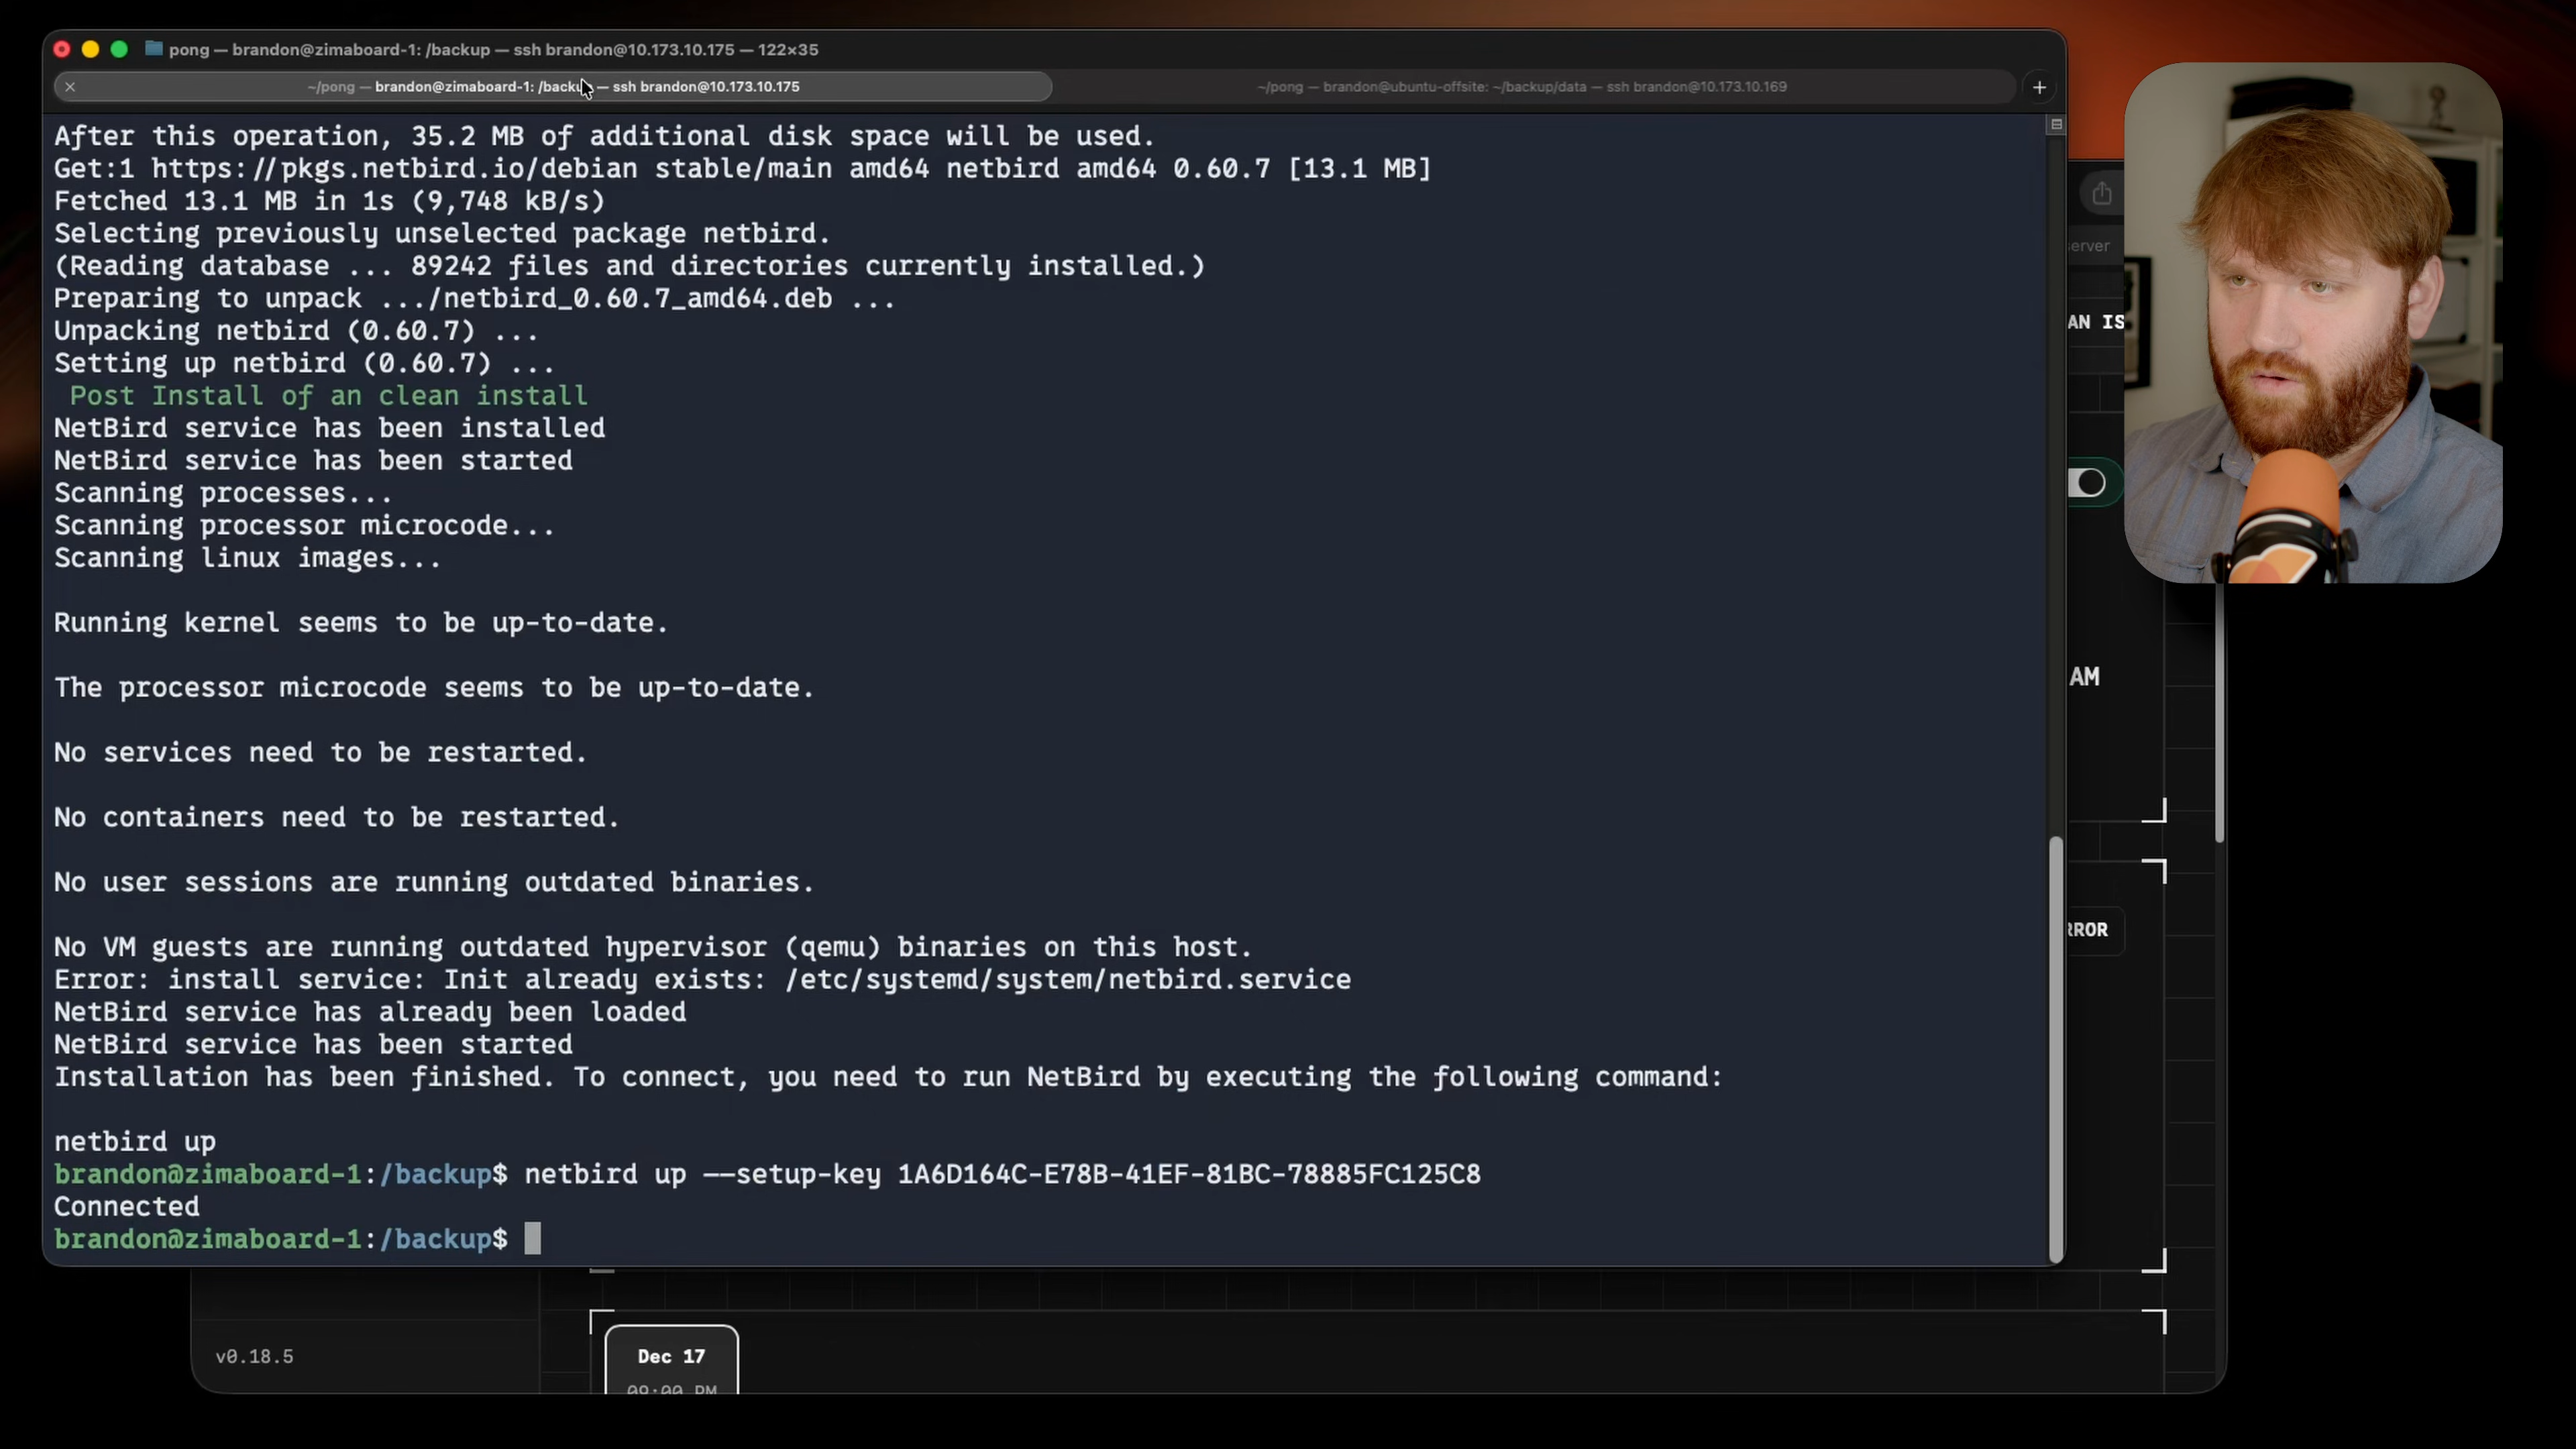 pong — brandon@zimaboard-1: /backup — ssh brandon@10.173.10.175 — 122×35
~/pong — brandon@zimaboard-1: /backu — ssh brandon@10.173.10.175
~/pong — brandon@ubuntu-offsite: ~/backup/data — ssh brandon@10.173.10.169
After this operation, 35.2 MB of additional disk space will be used.
Get:1 https://pkgs.netbird.io/debian stable/main amd64 netbird amd64 0.60.7 [13.1 MB]
Fetched 13.1 MB in 1s (9,748 kB/s)
Selecting previously unselected package netbird.
(Reading database ... 89242 files and directories currently installed.)
Preparing to unpack .../netbird_0.60.7_amd64.deb ...
Unpacking netbird (0.60.7) ...
Setting up netbird (0.60.7) ...
Post Install of an clean install
NetBird service has been installed
NetBird service has been started
Scanning processes...
Scanning processor microcode...
Scanning linux images...
Running kernel seems to be up-to-date.
The processor microcode seems to be up-to-date.
No services need to be restarted.
No containers need to be restarted.
No user sessions are running outdated binaries.
No VM guests are running outdated hypervisor (qemu) binaries on this host.
Error: install service: Init already exists: /etc/systemd/system/netbird.service
NetBird service has already been loaded
NetBird service has been started
Installation has been finished. To connect, you need to run NetBird by executing the following command:
netbird up
brandon@zimaboard-1:/backup$ netbird up --setup-key 1A6D164C-E78B-41EF-81BC-78885FC125C8
Connected
brandon@zimaboard-1:/backup$
erver
AN IS
AM
RROR
v0.18.5
Dec 17
09:00 PM